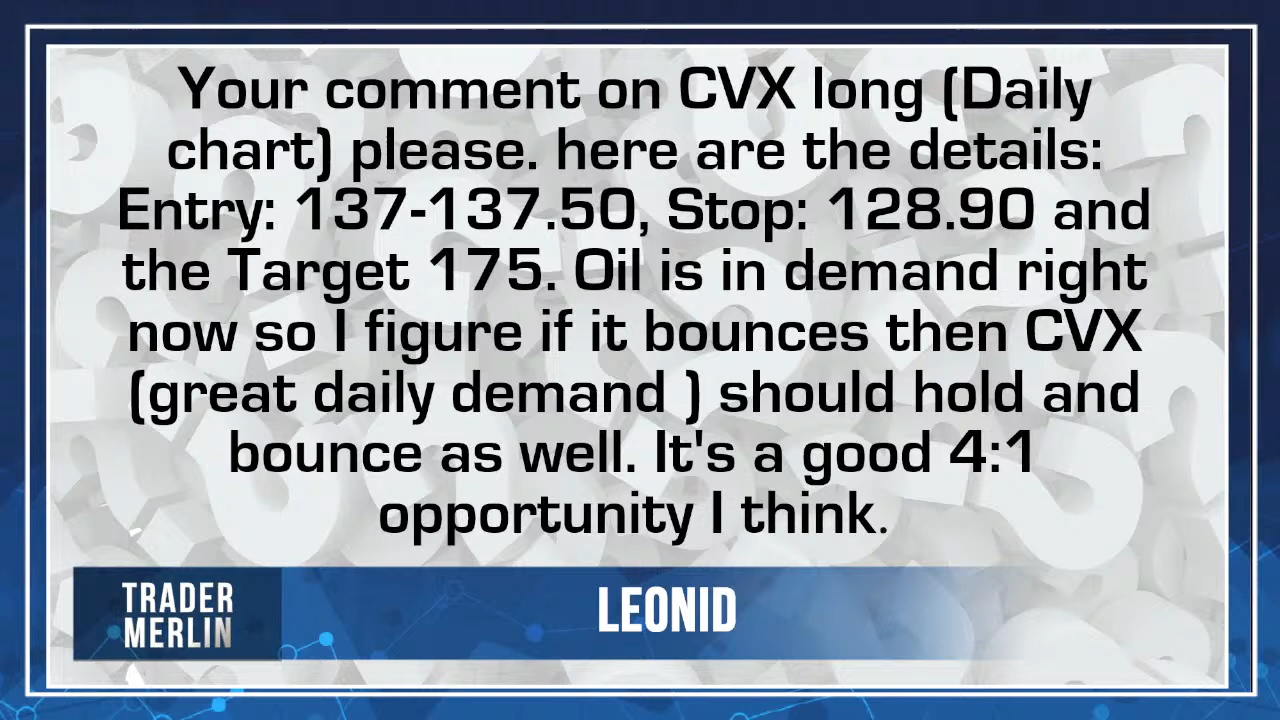 Your comment on CVX long (Daily
chart) please. here are the details:
Entry: 137-137.50, Stop: 128.90 and
the Target 175. Oil is in demand right
now so I figure if it bounces then CVX
(great daily demand ) should hold and
bounce as well. It's a good 4:1
opportunity I think.
TRADER
MERLIN
LEONID